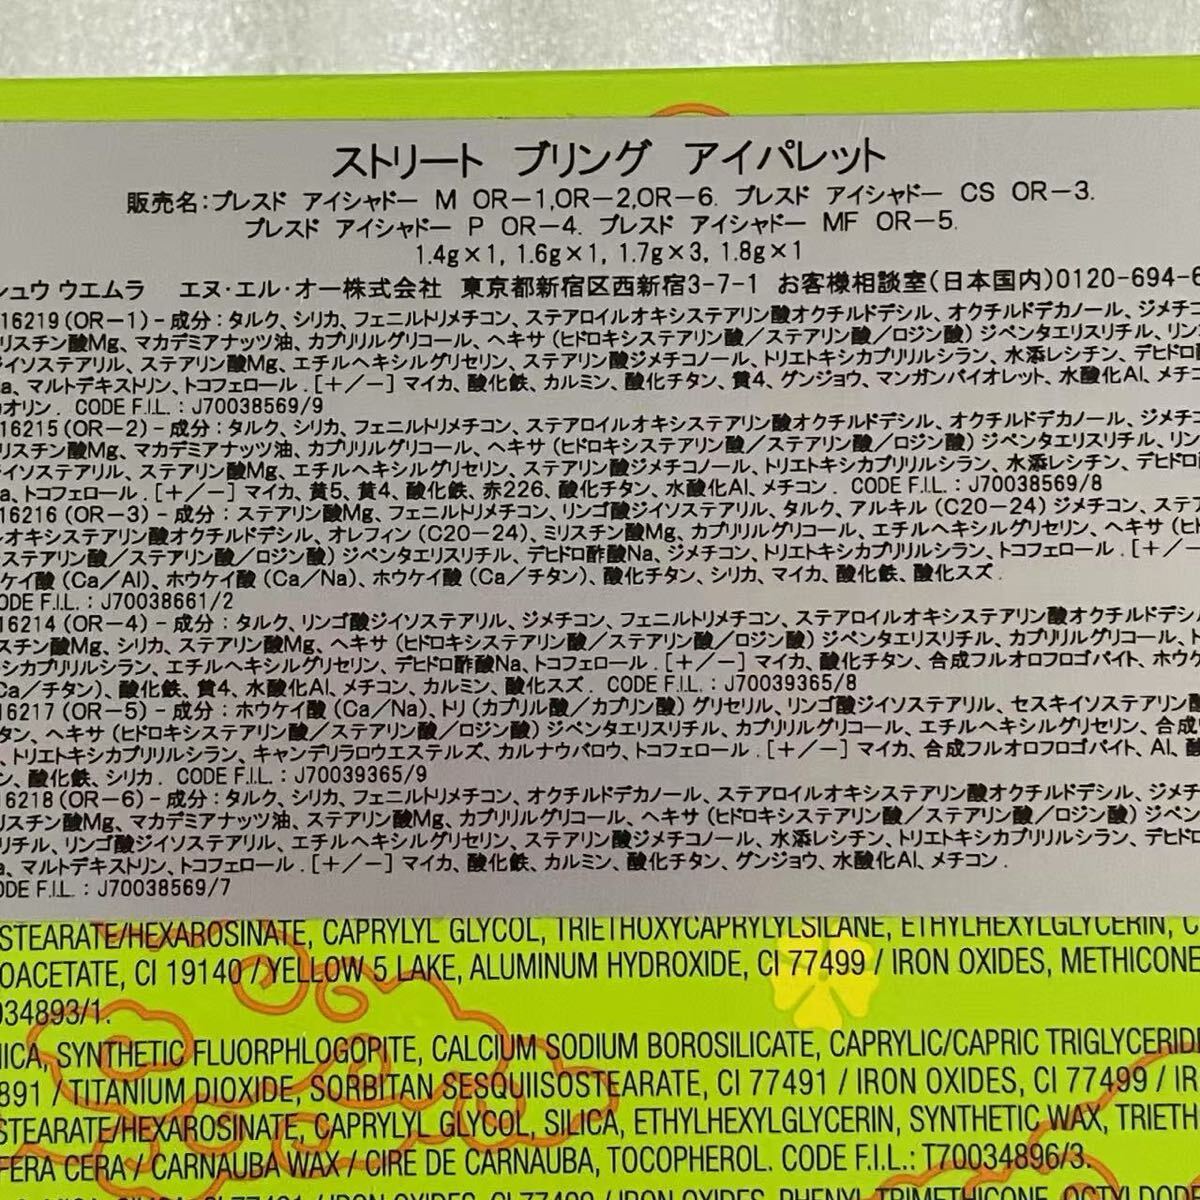 ストリート ブリング アイパレット
販売名:プレスド アイシャドー M OR-1,OR-2,OR-6. プレスド アイシャドー CS OR-3.
プレスド アイシャドー P OR-4. プレスド アイシャドー MF OR-5.
1.4g×1, 1.6g×1, 1.7g×3, 1.8g×1
シュウ ウエムラ エヌ・エル・オー株式会社 東京都新宿区西新宿3-7-1 お客様相談室(日本国内)0120-694-6
16219(OR-1)-成分:タルク、シリカ、フェニルトリメチコン、ステアロイルオキシステアリン酸オクチルドデシル、オクチルドデカノール、ジメチコ
リスチン酸Mg、マカデミアナッツ油、カプリリルグリコール、ヘキサ(ヒドロキシステアリン酸/ステアリン酸/ロジン酸)ジペンタエリスリチル、リン
ジイソステアリル、ステアリン酸Mg、エチルヘキシルグリセリン、ステアリン酸ジメチコノール、トリエトキシカプリリルシラン、水添レシチン、デヒドロ酢
a、マルトデキストリン、トコフェロール.[+/-]マイカ、酸化鉄、カルミン、酸化チタン、黄4、グンジョウ、マンガンバイオレット、水酸化Al、メチコ
カオリン. CODE F.I.L.:J70038569/9
16215(OR-2)-成分:タルク、シリカ、フェニルトリメチコン、ステアロイルオキシステアリン酸オクチルドデシル、オクチルドデカノール、ジメチコ
リスチン酸Mg、マカデミアナッツ油、カプリリルグリコール、ヘキサ(ヒドロキシステアリン酸/ステアリン酸/ロジン酸)ジペンタエリスリチル、リン
ジイソステアリル、ステアリン酸Mg、エチルヘキシルグリセリン、ステアリン酸ジメチコノール、トリエトキシカプリリルシラン、水添レシチン、デヒドロ酢
a、トコフェロール.[+/-]マイカ、黄5、黄4、酸化鉄、赤226、酸化チタン、水酸化Al、メチコン. CODE F.I.L.:J70038569/8
16216(OR-3)-成分:ステアリン酸Mg、フェニルトリメチコン、リンゴ酸ジイソステアリル、タルク、アルキル(C20-24)ジメチコン、ステア
ルオキシステアリン酸オクチルドデシル、オレフィン(C20-24)、ミリスチン酸Mg、カプリリルグリコール、エチルヘキシルグリセリン、ヘキサ(ヒ
ステアリン酸/ステアリン酸/ロジン酸)ジペンタエリスリチル、デヒドロ酢酸Na、ジメチコン、トリエトキシカプリリルシラン、トコフェロール.[+/-
ウケイ酸(Ca/Al)、ホウケイ酸(Ca/Na)、ホウケイ酸(Ca/チタン)、酸化チタン、シリカ、マイカ、酸化鉄、酸化スズ.
ODE F.I.L.:J70038661/2
16214(OR-4)-成分:タルク、リンゴ酸ジイソステアリル、ジメチコン、フェニルトリメチコン、ステアロイルオキシステアリン酸オクチルドデシル
スチン酸Mg、シリカ、ステアリン酸Mg、ヘキサ(ヒドロキシステアリン酸/ステアリン酸/ロジン酸)ジペンタエリスリチル、カプリリルグリコール、ト
シカプリリルシラン、エチルヘキシルグリセリン、デヒドロ酢酸Na、トコフェロール.[+/-]マイカ、酸化チタン、合成フルオロフロゴパイト、ホウケ
Ca/チタン)、酸化鉄、黄4、水酸化Al、メチコン、カルミン、酸化スズ. CODE F.I.L.:J70039365/8
16217(OR-5)-成分:ホウケイ酸(Ca/Na)、トリ(カプリル酸/カプリン酸)グリセリル、リンゴ酸ジイソステアリル、セスキイソステアリン酸
タン、ヘキサ(ヒドロキシステアリン酸/ステアリン酸/ロジン酸)ジペンタエリスリチル、カプリリルグリコール、エチルヘキシルグリセリン、合成
、トリエトキシカプリリルシラン、キャンデリラロウエステルズ、カルナウバロウ、トコフェロール.[+/-]マイカ、合成フルオロフロゴパイト、Al、酸
ン、酸化鉄、シリカ. CODE F.I.L.:J70039365/9
16218(OR-6)-成分:タルク、シリカ、フェニルトリメチコン、オクチルドデカノール、ステアロイルオキシステアリン酸オクチルドデシル、ジメチ
リスチン酸Mg、マカデミアナッツ油、ステアリン酸Mg、カプリリルグリコール、ヘキサ(ヒドロキシステアリン酸/ステアリン酸/ロジン酸)ジペン
リチル、リンゴ酸ジイソステアリル、エチルヘキシルグリセリン、ステアリン酸ジメチコノール、水添レシチン、トリエトキシカプリリルシラン、デヒドロ
a、マルトデキストリン、トコフェロール.[+/-]マイカ、酸化鉄、カルミン、酸化チタン、グンジョウ、水酸化Al、メチコン.
ODE F.I.L.:J70038569/7
STEARATE/HEXAROSINATE, CAPRYLYL GLYCOL, TRIETHOXYCAPRYLYLSILANE, ETHYLHEXYLGLYCERIN, C
OACETATE, CI 19140 / YELLOW 5 LAKE, ALUMINUM HYDROXIDE, CI 77499 / IRON OXIDES, METHICONE
034893/1.
MICA, SYNTHETIC FLUORPHLOGOPITE, CALCIUM SODIUM BOROSILICATE, CAPRYLIC/CAPRIC TRIGLYCERIDE
891 / TITANIUM DIOXIDE, SORBITAN SESQUIISOSTEARATE, CI 77491 / IRON OXIDES, CI 77499 / IR
STEARATE/HEXAROSINATE, CAPRYLYL GLYCOL, SILICA, ETHYLHEXYLGLYCERIN, SYNTHETIC WAX, TRIETH
FERA CERA / CARNAUBA WAX / CIRE DE CARNAUBA, TOCOPHEROL. CODE F.I.L.: T70034896/3.
CI 77491 / IRON OXIDES, CI 77499 / IRON OXIDES, PHENYL TRIMETHICONE, OCTYLDODE